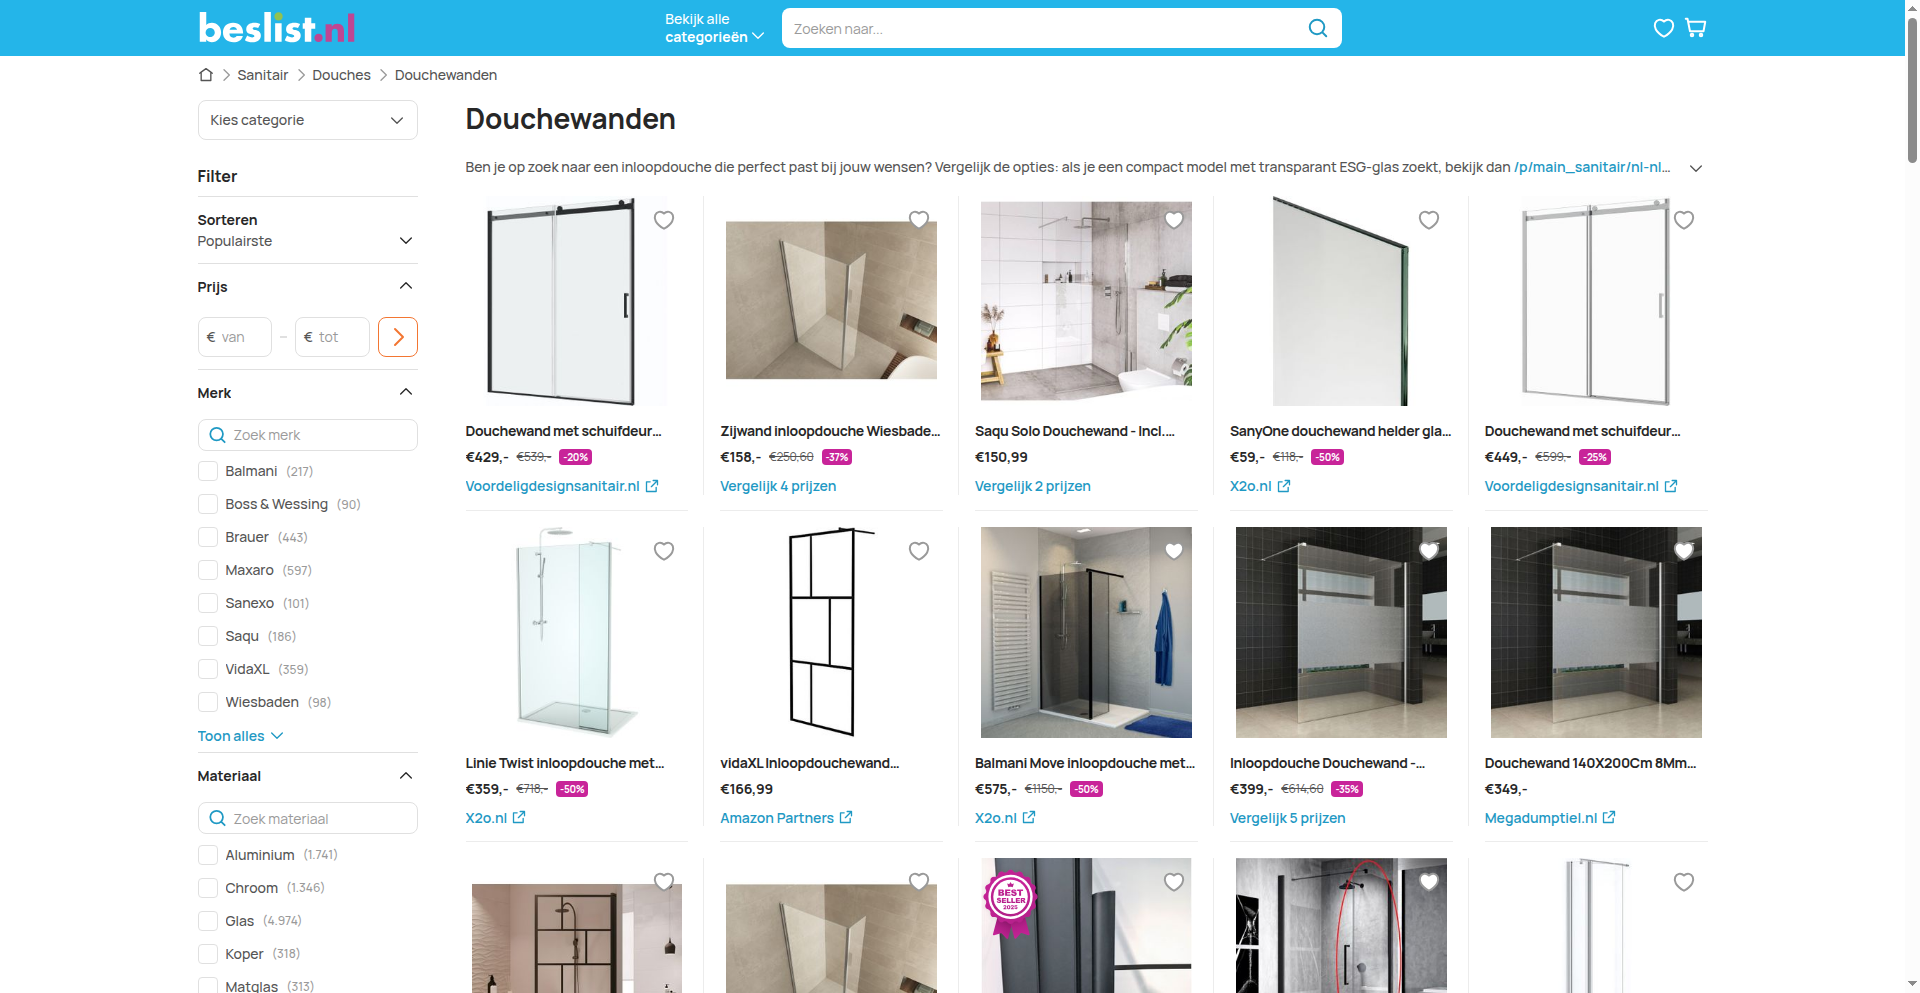 beslist.nl
Bekijk alle
categorieën
Zoeken naar...
Sanitair
Douches
Douchewanden
Kies categorie
Filter
Sorteren
Populairste
Prijs
€ van
–
€ tot
Merk
Zoek merk
Balmani (217)
Boss & Wessing (90)
Brauer (443)
Maxaro (597)
Sanexo (101)
Saqu (186)
VidaXL (359)
Wiesbaden (98)
Toon alles
Materiaal
Zoek materiaal
Aluminium (1.741)
Chroom (1.346)
Glas (4.974)
Koper (318)
Matglas (313)
Douchewanden
Ben je op zoek naar een inloopdouche die perfect past bij jouw wensen? Vergelijk de opties: als je een compact model met transparant ESG-glas zoekt, bekijk dan /p/main_sanitair/nl-nl...
Douchewand met schuifdeur...
€429,- €539,- -20%
Voordeligdesignsanitair.nl
Zijwand inloopdouche Wiesbade...
€158,- €250,60 -37%
Vergelijk 4 prijzen
Saqu Solo Douchewand - Incl....
€150,99
Vergelijk 2 prijzen
SanyOne douchewand helder gla...
€59,- €118,- -50%
X2o.nl
Douchewand met schuifdeur...
€449,- €599,- -25%
Voordeligdesignsanitair.nl
Linie Twist inloopdouche met...
€359,- €718,- -50%
X2o.nl
vidaXL Inloopdouchewand...
€166,99
Amazon Partners
Balmani Move inloopdouche met...
€575,- €1150,- -50%
X2o.nl
Inloopdouche Douchewand -...
€399,- €614,60 -35%
Vergelijk 5 prijzen
Douchewand 140X200Cm 8Mm...
€349,-
Megadumptiel.nl
BEST
SELLER
2025